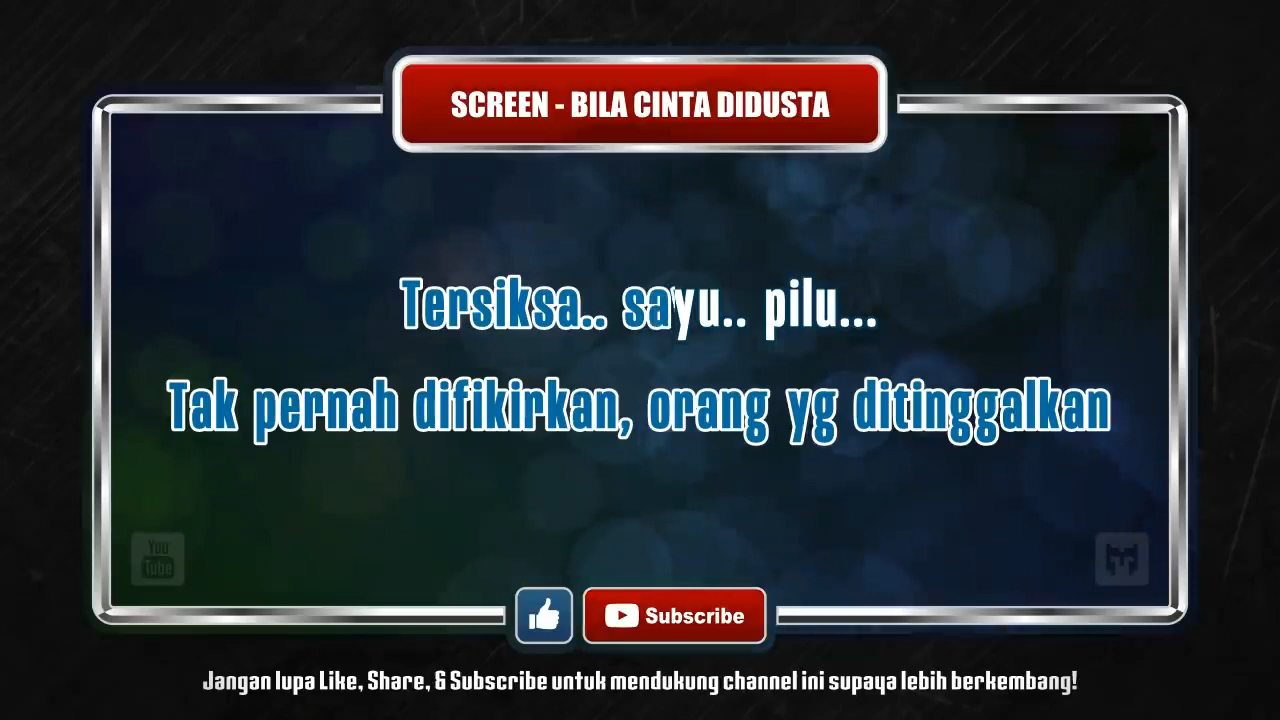 SCREEN - BILA CINTA DIDUSTA
Tersiksa.. sayu.. pilu...
Tak pernah difikirkan, orang yg ditinggalkan
You
Tube
Subscribe
Jangan lupa Like, Share, & Subscribe untuk mendukung channel ini supaya lebih berkembang!